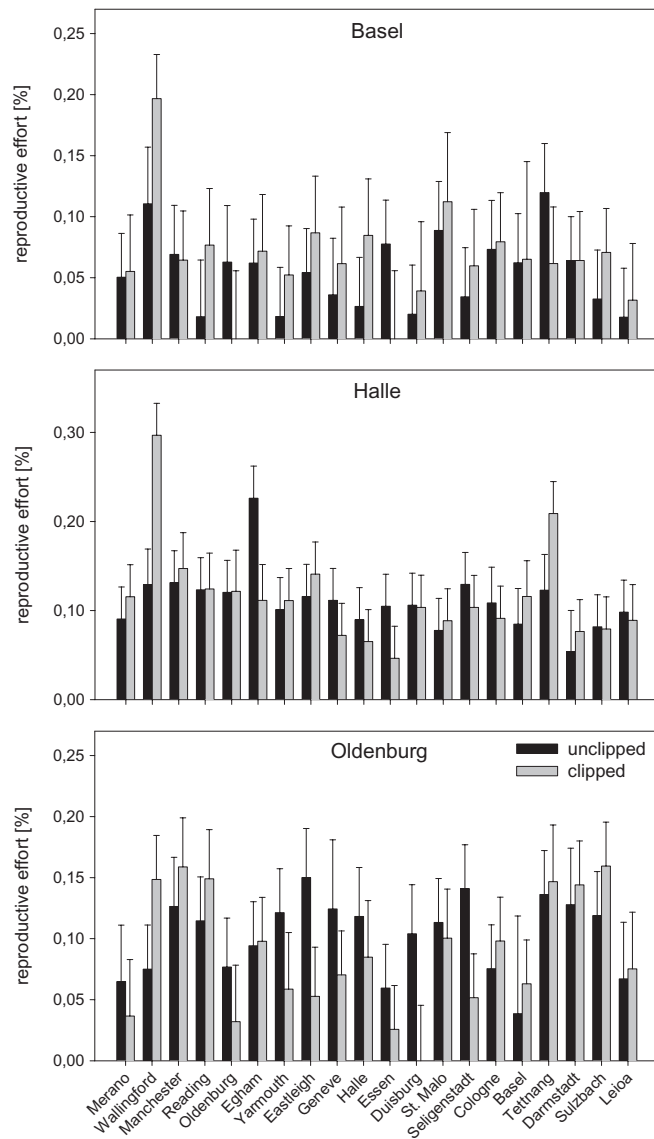 Basel
reproductive effort [%]
0,25
0,20
0,15
0,10
0,05
0,00
Halle
reproductive effort [%]
0,30
0,20
0,10
0,00
Oldenburg
unclipped
clipped
reproductive effort [%]
0,25
0,20
0,15
0,10
0,05
0,00
Merano
Wallingford
Manchester
Reading
Oldenburg
Egham
Yarmouth
Eastleigh
Geneve
Halle
Essen
Duisburg
St. Malo
Seligenstadt
Cologne
Basel
Tettnang
Darmstadt
Sulzbach
Leioa